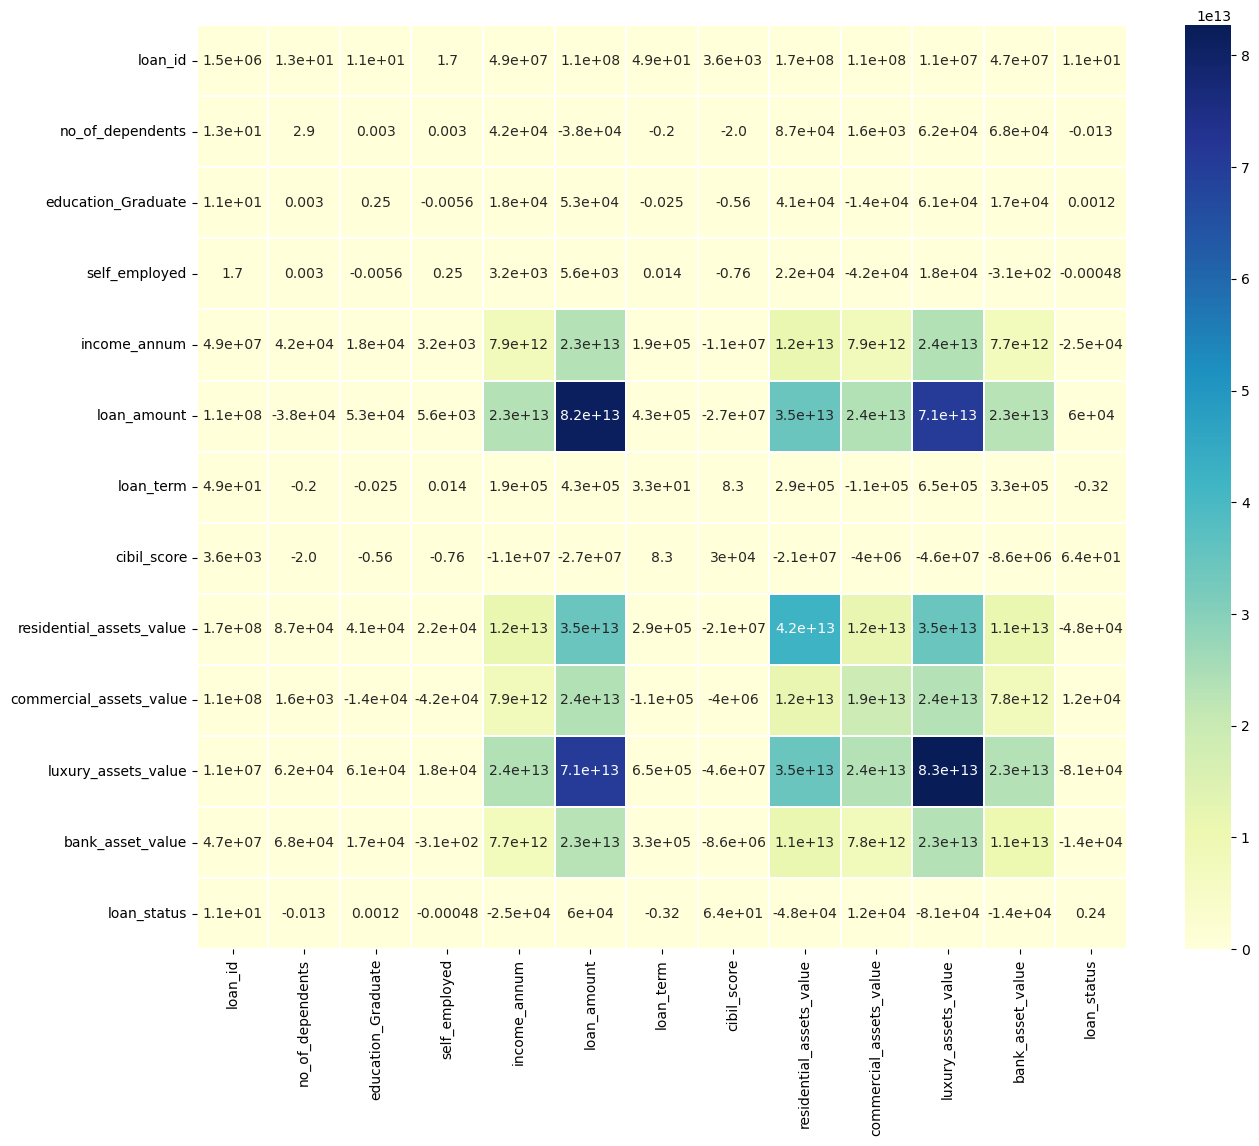 1e13
loan_id 1.5e+06 1.3e+01 1.1e+01 1.7 4.9e+07 1.1e+08 4.9e+01 3.6e+03 1.7e+08 1.1e+08 1.1e+07 4.7e+07 1.1e+01
no_of_dependents 1.3e+01 2.9 0.003 0.003 4.2e+04 -3.8e+04 -0.2 -2.0 8.7e+04 1.6e+03 6.2e+04 6.8e+04 -0.013
education_Graduate 1.1e+01 0.003 0.25 -0.0056 1.8e+04 5.3e+04 -0.025 -0.56 4.1e+04 -1.4e+04 6.1e+04 1.7e+04 0.0012
self_employed 1.7 0.003 -0.0056 0.25 3.2e+03 5.6e+03 0.014 -0.76 2.2e+04 -4.2e+04 1.8e+04 -3.1e+02 -0.00048
income_annum 4.9e+07 4.2e+04 1.8e+04 3.2e+03 7.9e+12 2.3e+13 1.9e+05 -1.1e+07 1.2e+13 7.9e+12 2.4e+13 7.7e+12 -2.5e+04
loan_amount 1.1e+08 -3.8e+04 5.3e+04 5.6e+03 2.3e+13 8.2e+13 4.3e+05 -2.7e+07 3.5e+13 2.4e+13 7.1e+13 2.3e+13 6e+04
loan_term 4.9e+01 -0.2 -0.025 0.014 1.9e+05 4.3e+05 3.3e+01 8.3 2.9e+05 -1.1e+05 6.5e+05 3.3e+05 -0.32
cibil_score 3.6e+03 -2.0 -0.56 -0.76 -1.1e+07 -2.7e+07 8.3 3e+04 -2.1e+07 -4e+06 -4.6e+07 -8.6e+06 6.4e+01
residential_assets_value 1.7e+08 8.7e+04 4.1e+04 2.2e+04 1.2e+13 3.5e+13 2.9e+05 -2.1e+07 4.2e+13 1.2e+13 3.5e+13 1.1e+13 -4.8e+04
commercial_assets_value 1.1e+08 1.6e+03 -1.4e+04 -4.2e+04 7.9e+12 2.4e+13 -1.1e+05 -4e+06 1.2e+13 1.9e+13 2.4e+13 7.8e+12 1.2e+04
luxury_assets_value 1.1e+07 6.2e+04 6.1e+04 1.8e+04 2.4e+13 7.1e+13 6.5e+05 -4.6e+07 3.5e+13 2.4e+13 8.3e+13 2.3e+13 -8.1e+04
bank_asset_value 4.7e+07 6.8e+04 1.7e+04 -3.1e+02 7.7e+12 2.3e+13 3.3e+05 -8.6e+06 1.1e+13 7.8e+12 2.3e+13 1.1e+13 -1.4e+04
loan_status 1.1e+01 -0.013 0.0012 -0.00048 -2.5e+04 6e+04 -0.32 6.4e+01 -4.8e+04 1.2e+04 -8.1e+04 -1.4e+04 0.24
loan_id
no_of_dependents
education_Graduate
self_employed
income_annum
loan_amount
loan_term
cibil_score
residential_assets_value
commercial_assets_value
luxury_assets_value
bank_asset_value
loan_status
8
7
6
5
4
3
2
1
0